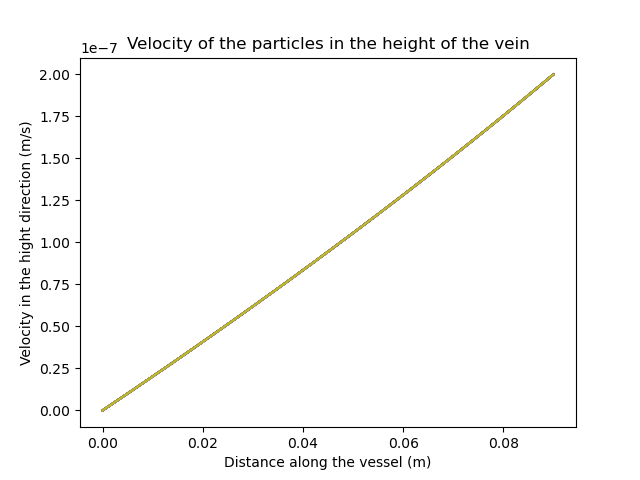 Velocity of the particles in the height of the vein
1e−7
2.00
1.75
1.50
1.25
1.00
0.75
0.50
0.25
0.00
Velocity in the hight direction (m/s)
0.00 0.02 0.04 0.06 0.08
Distance along the vessel (m)